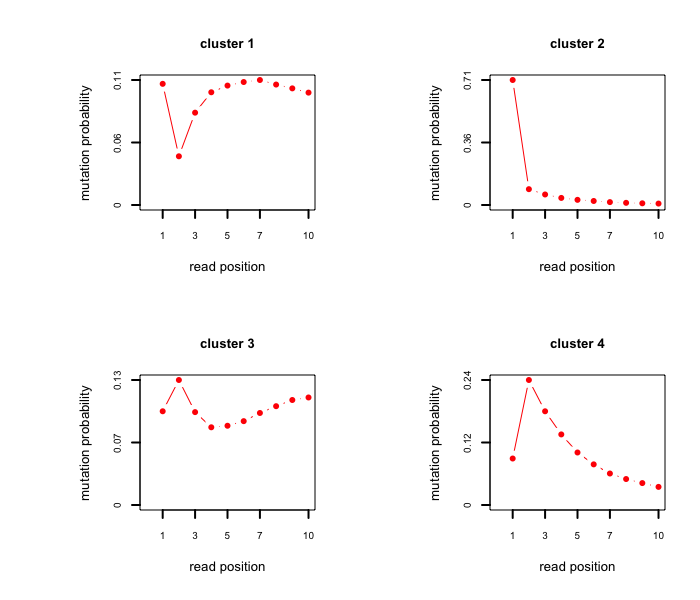 cluster 1
mutation probability
0.11
0.06
0
1 3 5 7 10
read position
cluster 2
mutation probability
0.71
0.36
0
1 3 5 7 10
read position
cluster 3
mutation probability
0.13
0.07
0
1 3 5 7 10
read position
cluster 4
mutation probability
0.24
0.12
0
1 3 5 7 10
read position